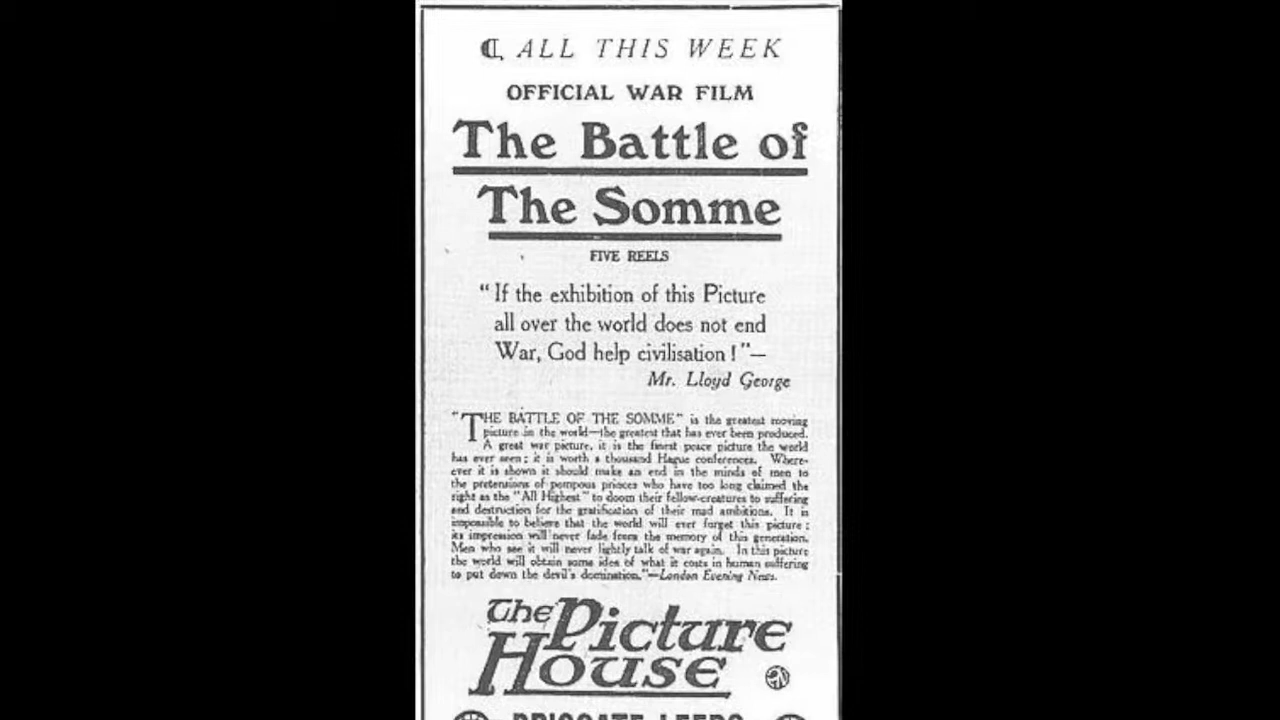 ALL THIS WEEK
OFFICIAL WAR FILM
The Battle of
The Somme
FIVE REELS
“If the exhibition of this Picture
all over the world does not end
War, God help civilisation!”—
Mr. Lloyd George
“THE BATTLE OF THE SOMME” is the greatest moving
picture in the world—the greatest that has ever been produced.
A great war picture, it is the finest peace picture the world
has ever seen; it is worth a thousand Hague conferences. Where-
ever it is shown it should make an end in the minds of men to
the pretensions of pompous princes who have too long claimed the
right as the “All Highest” to doom their fellow-creatures to suffering
and destruction for the gratification of their mad ambitions. It is
impossible to believe that the world will ever forget this picture;
its impression will never fade from the memory of this generation.
Men who see it will never lightly talk of war again. In this picture
the world will obtain some idea of what it costs in human suffering
to put down the devil's domination.”—London Evening News.
The Picture
House
BRIGGATE LEEDS